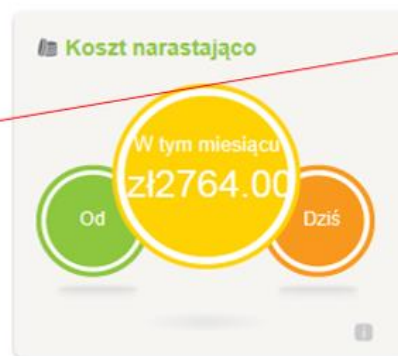 Koszt narastająco
W tym miesiącu
zł2764.00
Od
Dziś